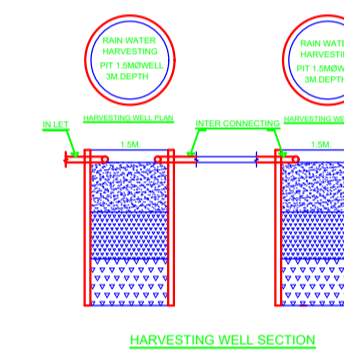 RAIN WATER
HARVESTING
PIT 1.5MØWELL
3M.DEPTH
HARVESTING WELL PLAN
RAIN WATE
HARVESTIN
PIT 1.5MØW
3M.DEPTH
HARVESTING WE
IN LET
INTER CONNECTING
1.5M.
1.5M.
HARVESTING WELL SECTION